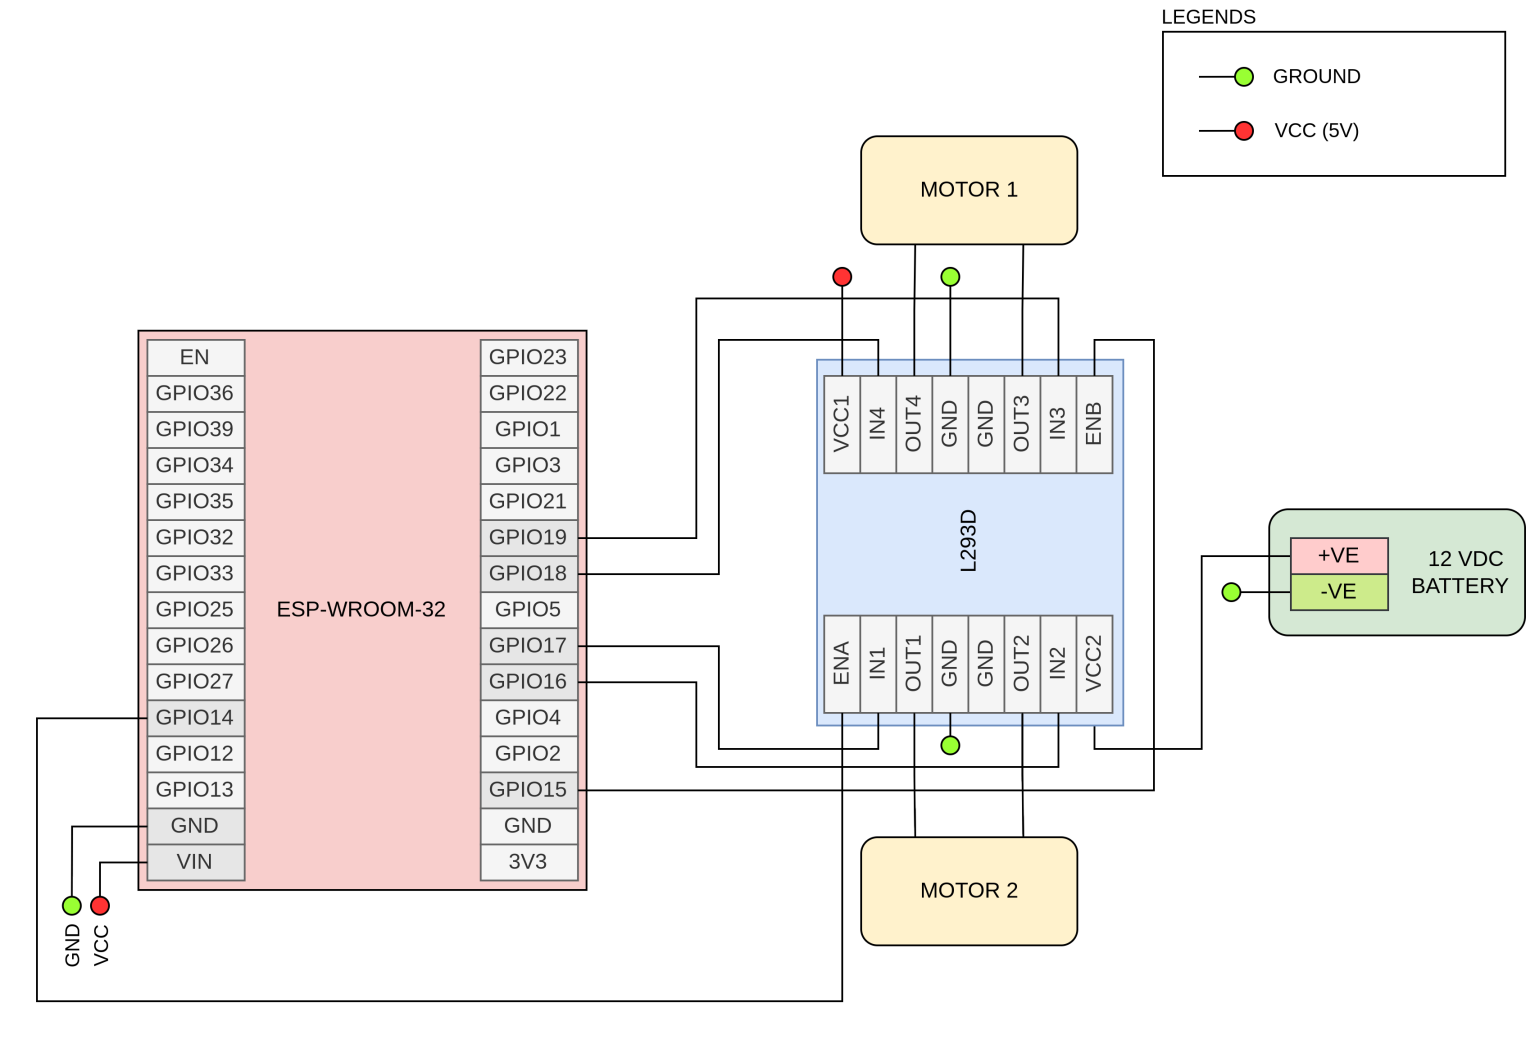 LEGENDS
GROUND
VCC (5V)
MOTOR 1
EN
GPIO36
GPIO39
GPIO34
GPIO35
GPIO32
GPIO33
GPIO25
GPIO26
GPIO27
GPIO14
GPIO12
GPIO13
GND
VIN
ESP-WROOM-32
GPIO23
GPIO22
GPIO1
GPIO3
GPIO21
GPIO19
GPIO18
GPIO5
GPIO17
GPIO16
GPIO4
GPIO2
GPIO15
GND
3V3
GND
VCC
VCC1
IN4
OUT4
GND
GND
OUT3
IN3
ENB
L293D
ENA
IN1
OUT1
GND
GND
OUT2
IN2
VCC2
+VE
-VE
12 VDC
BATTERY
MOTOR 2